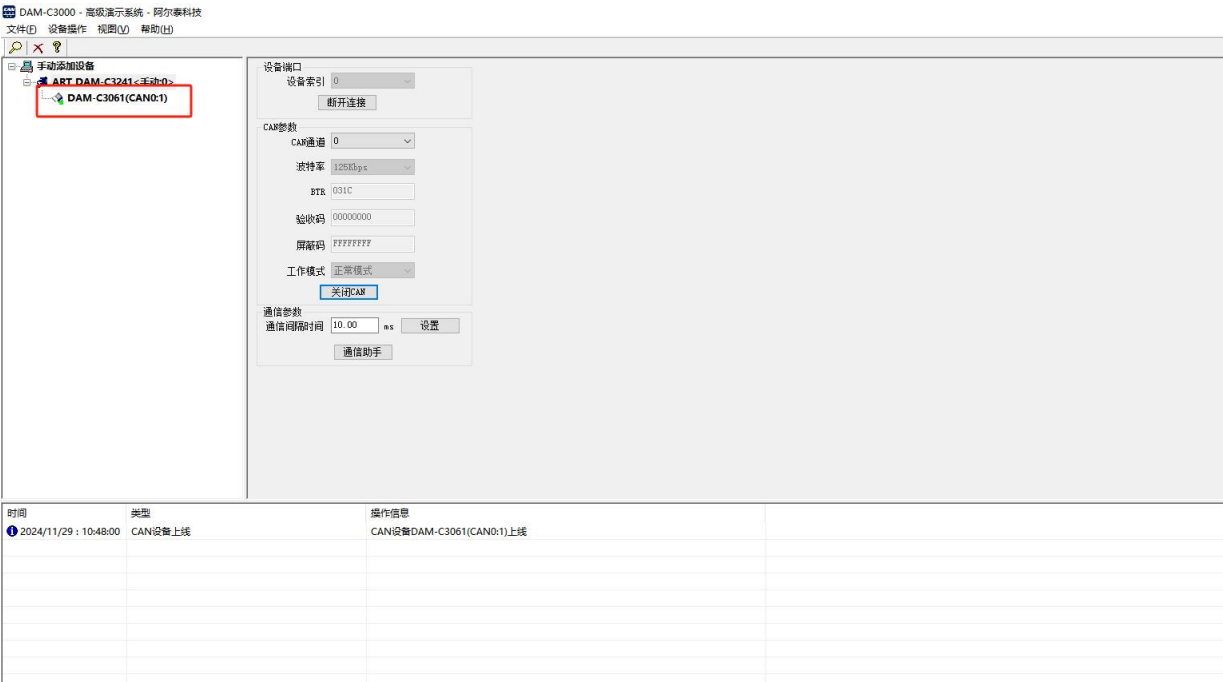 DAM-C3000 - 高级演示系统 - 阿尔泰科技
文件(F) 设备操作 视图(V) 帮助(H)
手动添加设备
ART DAM-C3241<手动:0>
DAM-C3061(CAN0:1)
设备端口
设备索引 0
断开连接
CAN参数
CAN通道 0
波特率 125Kbps
BTR 031C
验收码 00000000
屏蔽码 FFFFFFFF
工作模式 正常模式
关闭CAN
通信参数
通信间隔时间 10.00 ms 设置
通信助手
时间 类型 操作信息
2024/11/29 : 10:48:00 CAN设备上线 CAN设备DAM-C3061(CAN0:1)上线